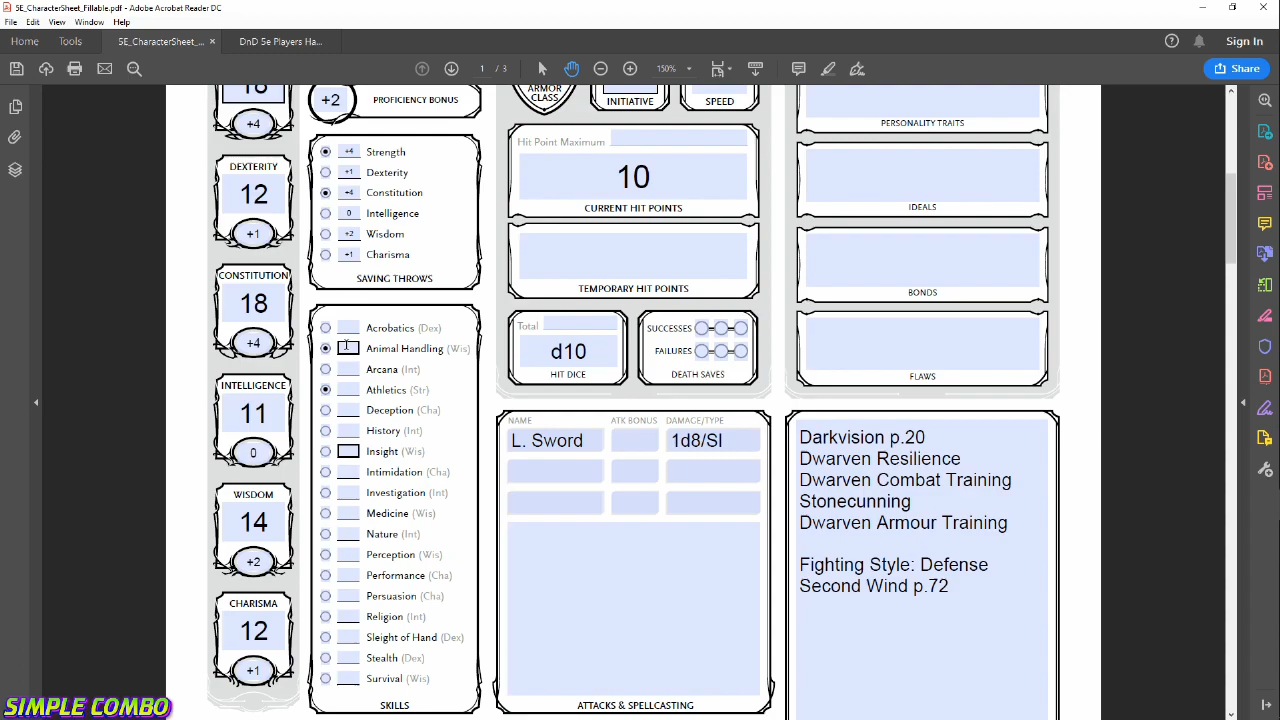 5E_CharacterSheet_Fillable.pdf - Adobe Acrobat Reader DC
File Edit View Window Help
Home Tools 5E_CharacterSheet_... × DnD 5e Players Ha... Sign In
1 / 3 150% Share
+4
+2 PROFICIENCY BONUS
ARMOR CLASS
INITIATIVE
SPEED
PERSONALITY TRAITS
DEXTERITY
12
+1
CONSTITUTION
18
+4
INTELLIGENCE
11
0
WISDOM
14
+2
CHARISMA
12
+1
+4 Strength
+1 Dexterity
+4 Constitution
0 Intelligence
+2 Wisdom
+1 Charisma
SAVING THROWS
Acrobatics (Dex)
Animal Handling (Wis)
Arcana (Int)
Athletics (Str)
Deception (Cha)
History (Int)
Insight (Wis)
Intimidation (Cha)
Investigation (Int)
Medicine (Wis)
Nature (Int)
Perception (Wis)
Performance (Cha)
Persuasion (Cha)
Religion (Int)
Sleight of Hand (Dex)
Stealth (Dex)
Survival (Wis)
SKILLS
Hit Point Maximum
10
CURRENT HIT POINTS
TEMPORARY HIT POINTS
Total
d10
HIT DICE
SUCCESSES
FAILURES
DEATH SAVES
NAME ATK BONUS DAMAGE/TYPE
L. Sword 1d8/Sl
ATTACKS & SPELLCASTING
IDEALS
BONDS
FLAWS
Darkvision p.20
Dwarven Resilience
Dwarven Combat Training
Stonecunning
Dwarven Armour Training
Fighting Style: Defense
Second Wind p.72
SIMPLE COMBO